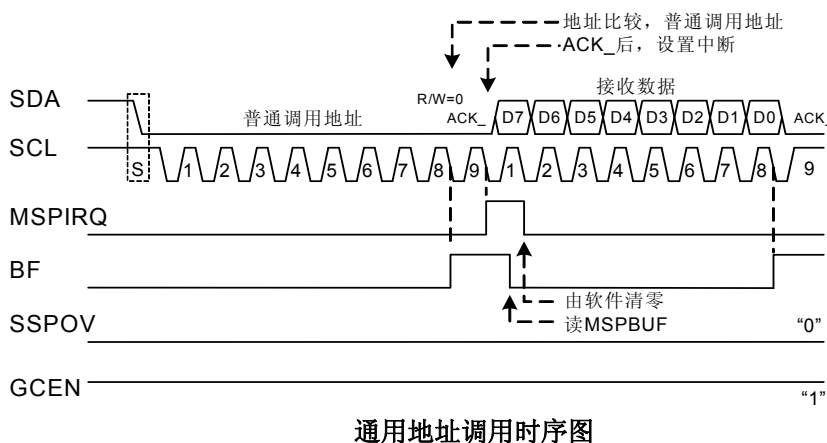 地址比较，普通调用地址
ACK_后，设置中断
接收数据
SDA
R/W=0
普通调用地址
ACK_
D7 D6 D5 D4 D3 D2 D1 D0
ACK_
SCL
S 1 2 3 4 5 6 7 8 9 1 2 3 4 5 6 7 8 9
MSPIRQ
BF
由软件清零
读MSPBUF
SSPOV
“0”
GCEN
“1”
通用地址调用时序图